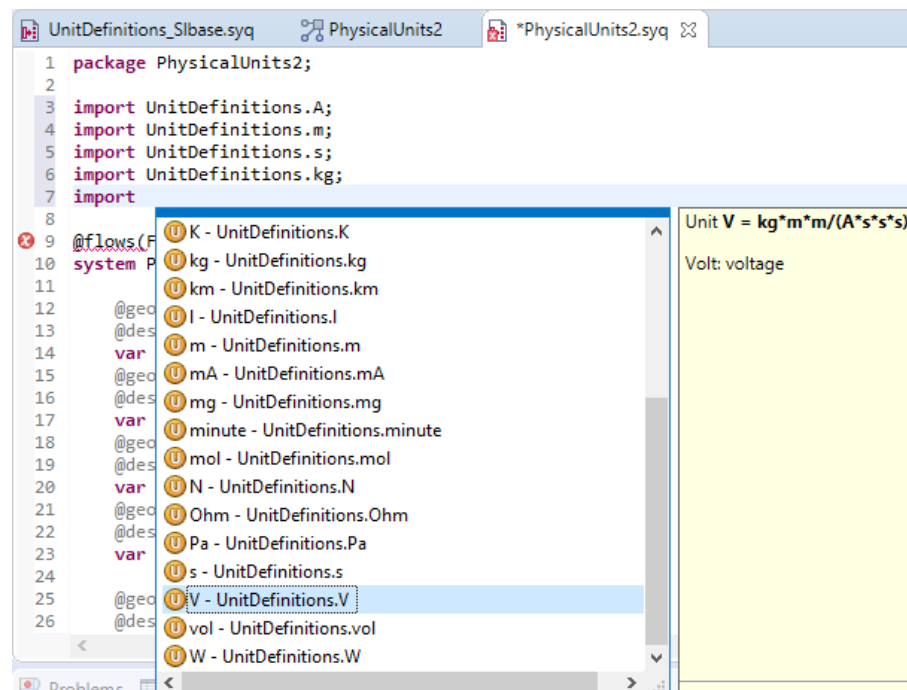 UnitDefinitions_SIbase.syq PhysicalUnits2 *PhysicalUnits2.syq
1 package PhysicalUnits2;
2
3 import UnitDefinitions.A;
4 import UnitDefinitions.m;
5 import UnitDefinitions.s;
6 import UnitDefinitions.kg;
7 import
8
9 @flows(F
10 system P
11
12 @geo
13 @des
14 var
15 @geo
16 @des
17 var
18 @geo
19 @des
20 var
21 @geo
22 @des
23 var
24
25 @geo
26 @des
K - UnitDefinitions.K
kg - UnitDefinitions.kg
km - UnitDefinitions.km
l - UnitDefinitions.l
m - UnitDefinitions.m
mA - UnitDefinitions.mA
mg - UnitDefinitions.mg
minute - UnitDefinitions.minute
mol - UnitDefinitions.mol
N - UnitDefinitions.N
Ohm - UnitDefinitions.Ohm
Pa - UnitDefinitions.Pa
s - UnitDefinitions.s
V - UnitDefinitions.V
vol - UnitDefinitions.vol
W - UnitDefinitions.W
Unit V = kg*m*m/(A*s*s*s)
Volt: voltage
Problems